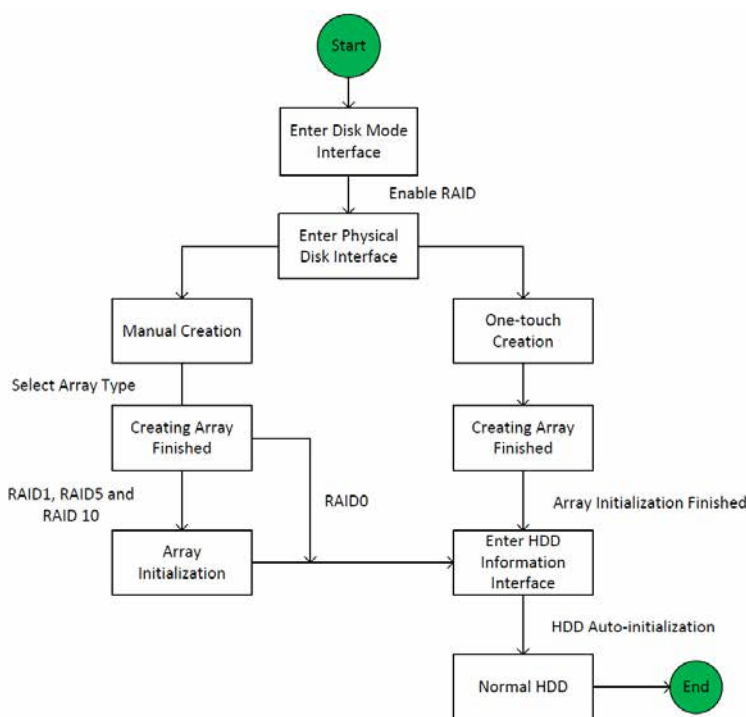 Start
Enter Disk Mode
Interface
Enable RAID
Enter Physical
Disk Interface
Manual Creation
One-touch
Creation
Select Array Type
Creating Array
Finished
Creating Array
Finished
RAID1, RAID5 and
RAID 10
RAID0
Array Initialization Finished
Array
Initialization
Enter HDD
Information
Interface
HDD Auto-initialization
Normal HDD
End